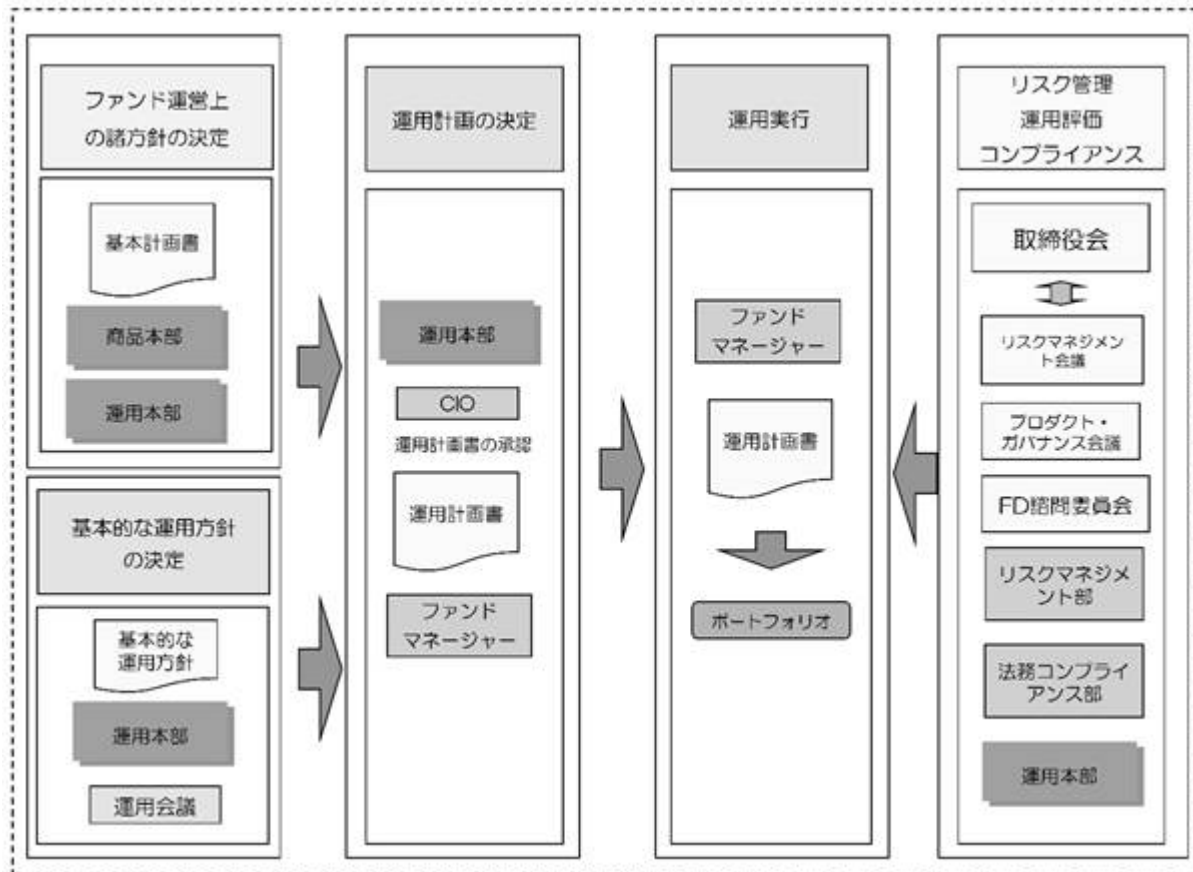 ファンド運営上
の諸方針の決定
基本計画書
商品本部
運用本部
基本的な運用方針
の決定
基本的な
運用方針
運用本部
運用会議
運用計画の決定
運用本部
CIO
運用計画書の承認
運用計画書
ファンド
マネージャー
運用実行
ファンド
マネージャー
運用計画書
ポートフォリオ
リスク管理
運用評価
コンプライアンス
取締役会
リスクマネジメン
ト会議
プロダクト・
ガバナンス会議
FD諮問委員会
リスクマネジメ
ント部
法務コンプライ
アンス部
運用本部